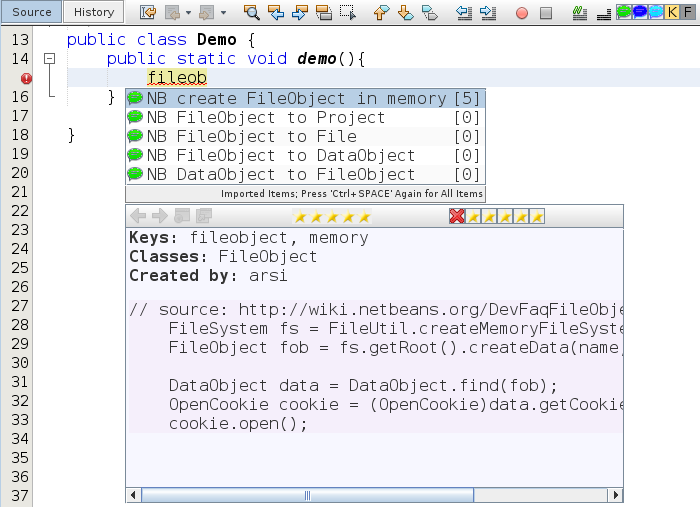 Source History K F
13 public class Demo {
14 public static void demo(){
fileob
16 }
17
18 }
19
20
21
22
23
24
25
26
27
28
29
30
31
32
33
34
35
36
37
NB create FileObject in memory [5]
NB FileObject to Project [0]
NB FileObject to File [0]
NB FileObject to DataObject [0]
NB DataObject to FileObject [0]
Imported Items; Press 'Ctrl+SPACE' Again for All Items
Keys: fileobject, memory
Classes: FileObject
Created by: arsi
// source: http://wiki.netbeans.org/DevFaqFileObje
FileSystem fs = FileUtil.createMemoryFileSyste
FileObject fob = fs.getRoot().createData(name,
DataObject data = DataObject.find(fob);
OpenCookie cookie = (OpenCookie)data.getCookie
cookie.open();